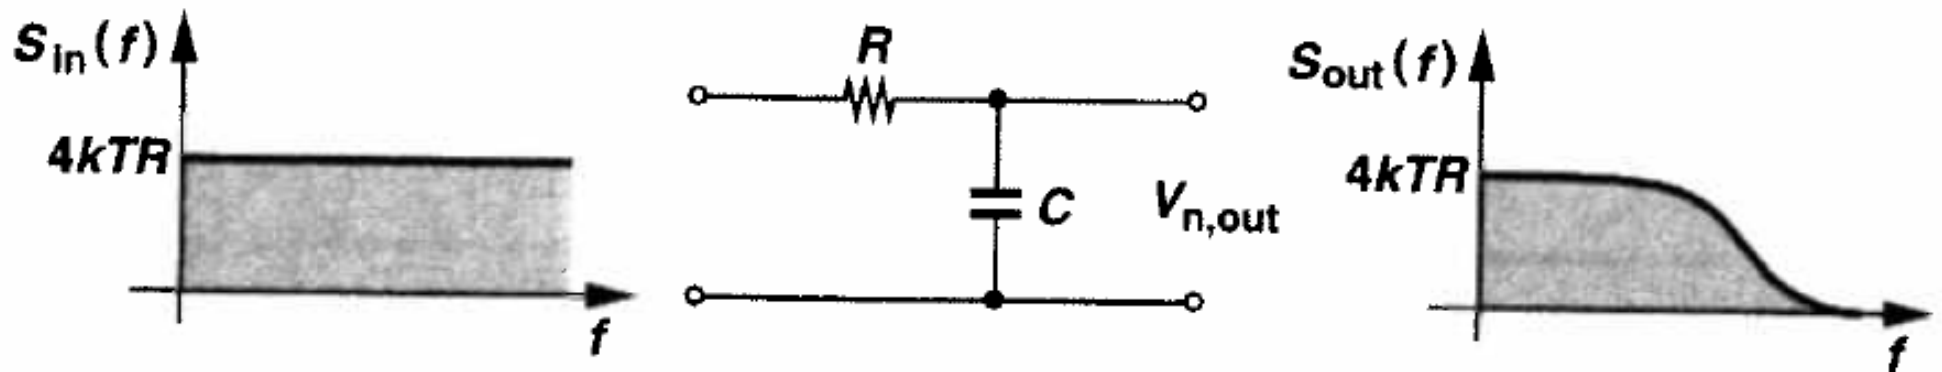 S_in(f)
4kTR
f
R
C
V_n,out
S_out(f)
4kTR
f